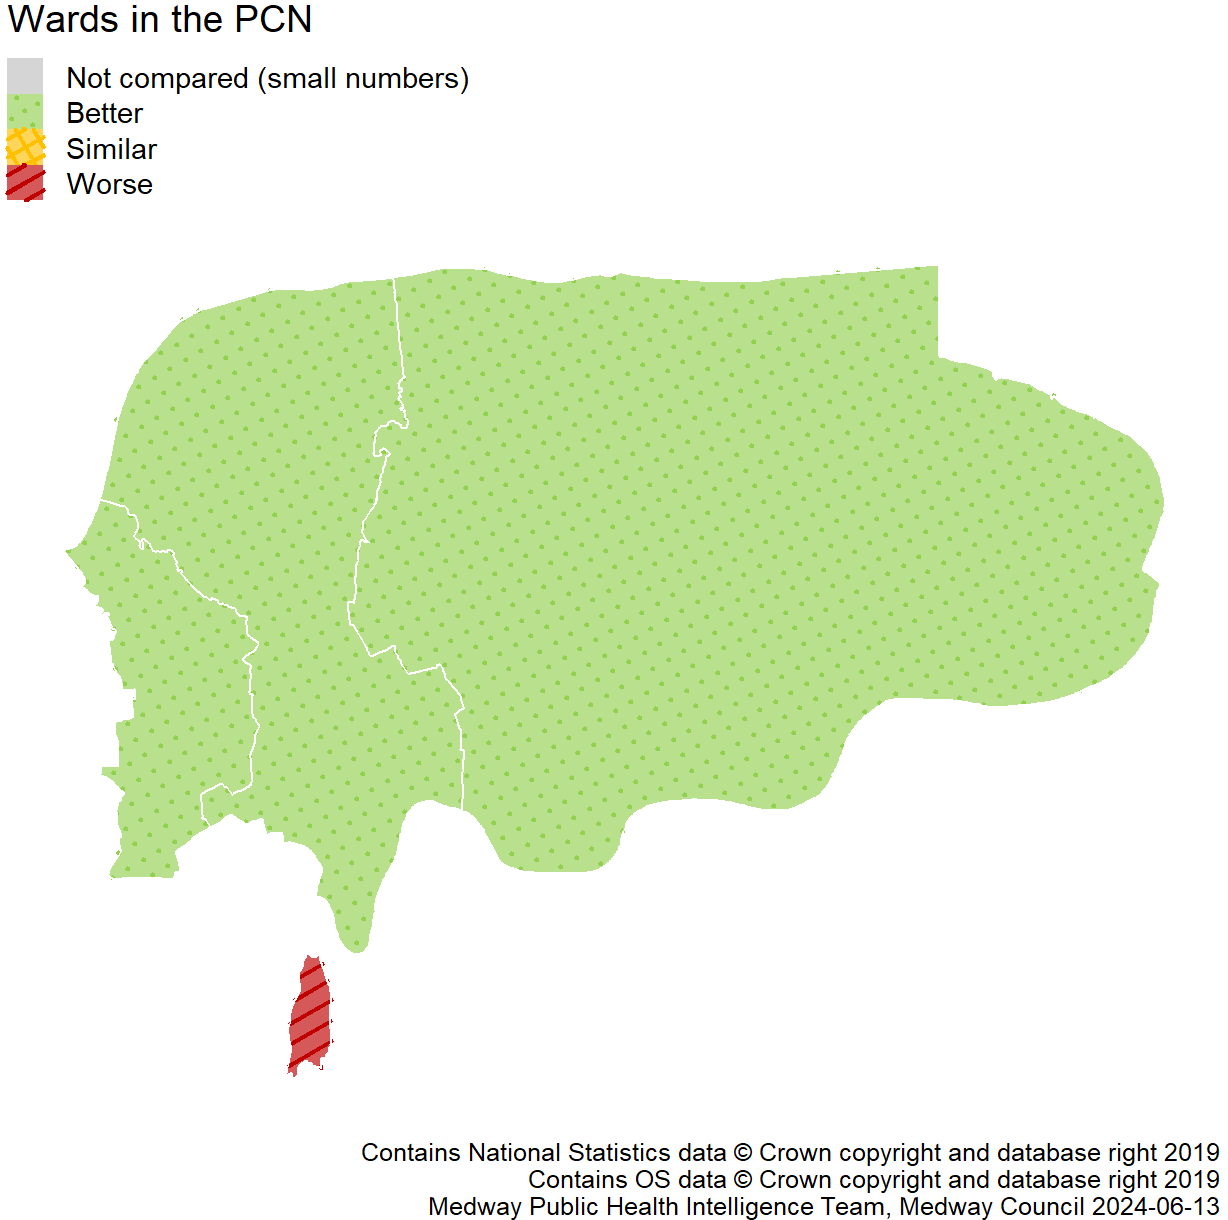 Wards in the PCN
Not compared (small numbers)
Better
Similar
Worse
Contains National Statistics data © Crown copyright and database right 2019
Contains OS data © Crown copyright and database right 2019
Medway Public Health Intelligence Team, Medway Council 2024-06-13